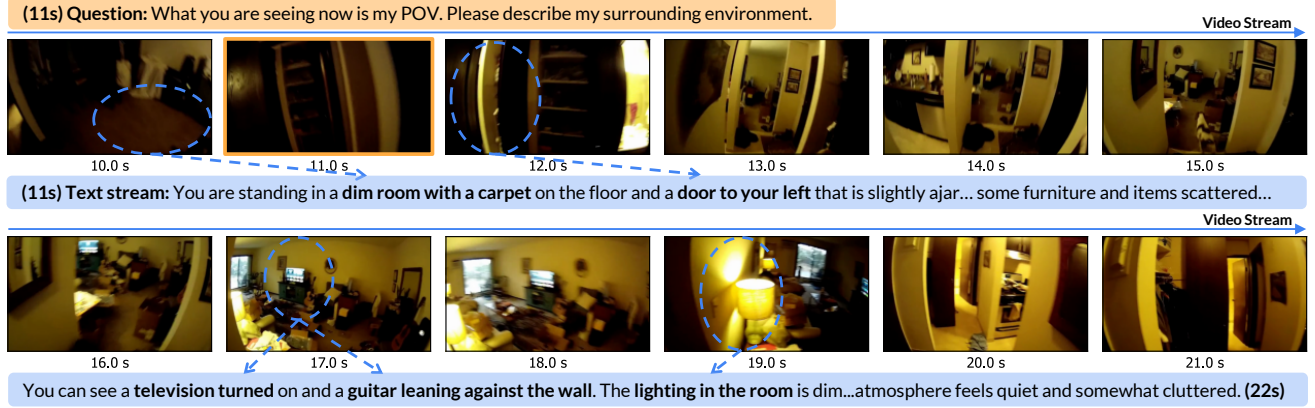 (11s) Question: What you are seeing now is my POV. Please describe my surrounding environment.
Video Stream
10.0 s
11.0 s
12.0 s
13.0 s
14.0 s
15.0 s
(11s) Text stream: You are standing in a dim room with a carpet on the floor and a door to your left that is slightly ajar... some furniture and items scattered...
Video Stream
16.0 s
17.0 s
18.0 s
19.0 s
20.0 s
21.0 s
You can see a television turned on and a guitar leaning against the wall. The lighting in the room is dim...atmosphere feels quiet and somewhat cluttered. (22s)